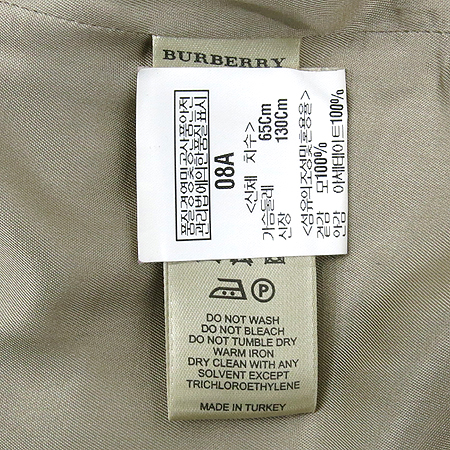 BURBERRY
품질경영및공산품안전
관리법에의한품질표시
08A
<신체 치수>
가슴둘레 65Cm
신장 130Cm
<섬유의조성및혼용율>
겉감 모100%
안감 아세테이트100%
P
DO NOT WASH
DO NOT BLEACH
DO NOT TUMBLE DRY
WARM IRON
DRY CLEAN WITH ANY
SOLVENT EXCEPT
TRICHLOROETHYLENE
MADE IN TURKEY